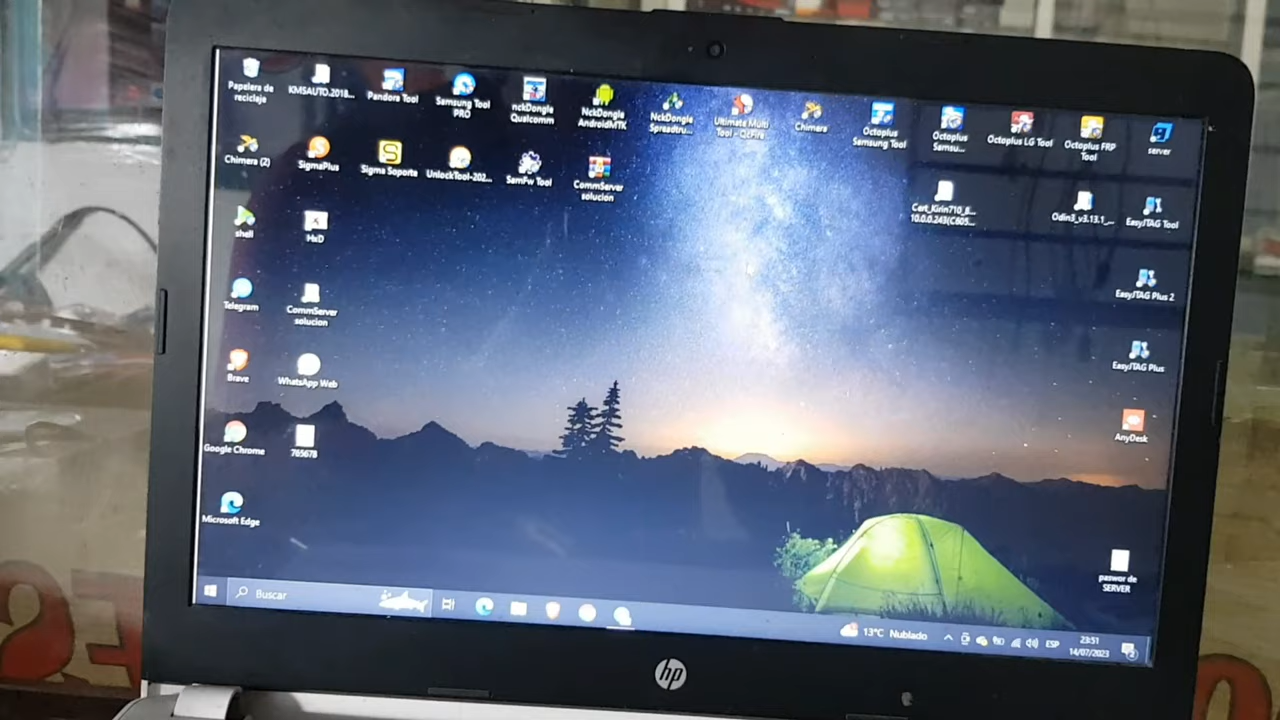 Papelera de
reciclaje
KMSAUTO.2018...
Pandora Tool
Samsung Tool
PRO
nckDongle
Qualcomm
NckDongle
AndroidMTK
NckDongle
Spreadtru...
Ultimate Multi
Tool - QcFire
Chimera
Octoplus
Samsung Tool
Octoplus
Samsu...
Octoplus LG Tool
Octoplus FRP
Tool
server
Chimera (2)
SigmaPlus
Sigma Soporte
UnlockTool-202...
SamFw Tool
CommServer
solucion
Odin3_v3.13.1_...
EasyJTAG Tool
shell
HxD
Telegram
CommServer
solucion
EasyJTAG Plus 2
Brave
WhatsApp Web
EasyJTAG Plus
Google Chrome
AnyDesk
Microsoft Edge
paswor de
SERVER
Buscar
13°C Nublado
ESP
23:51
14/07/2023
hp